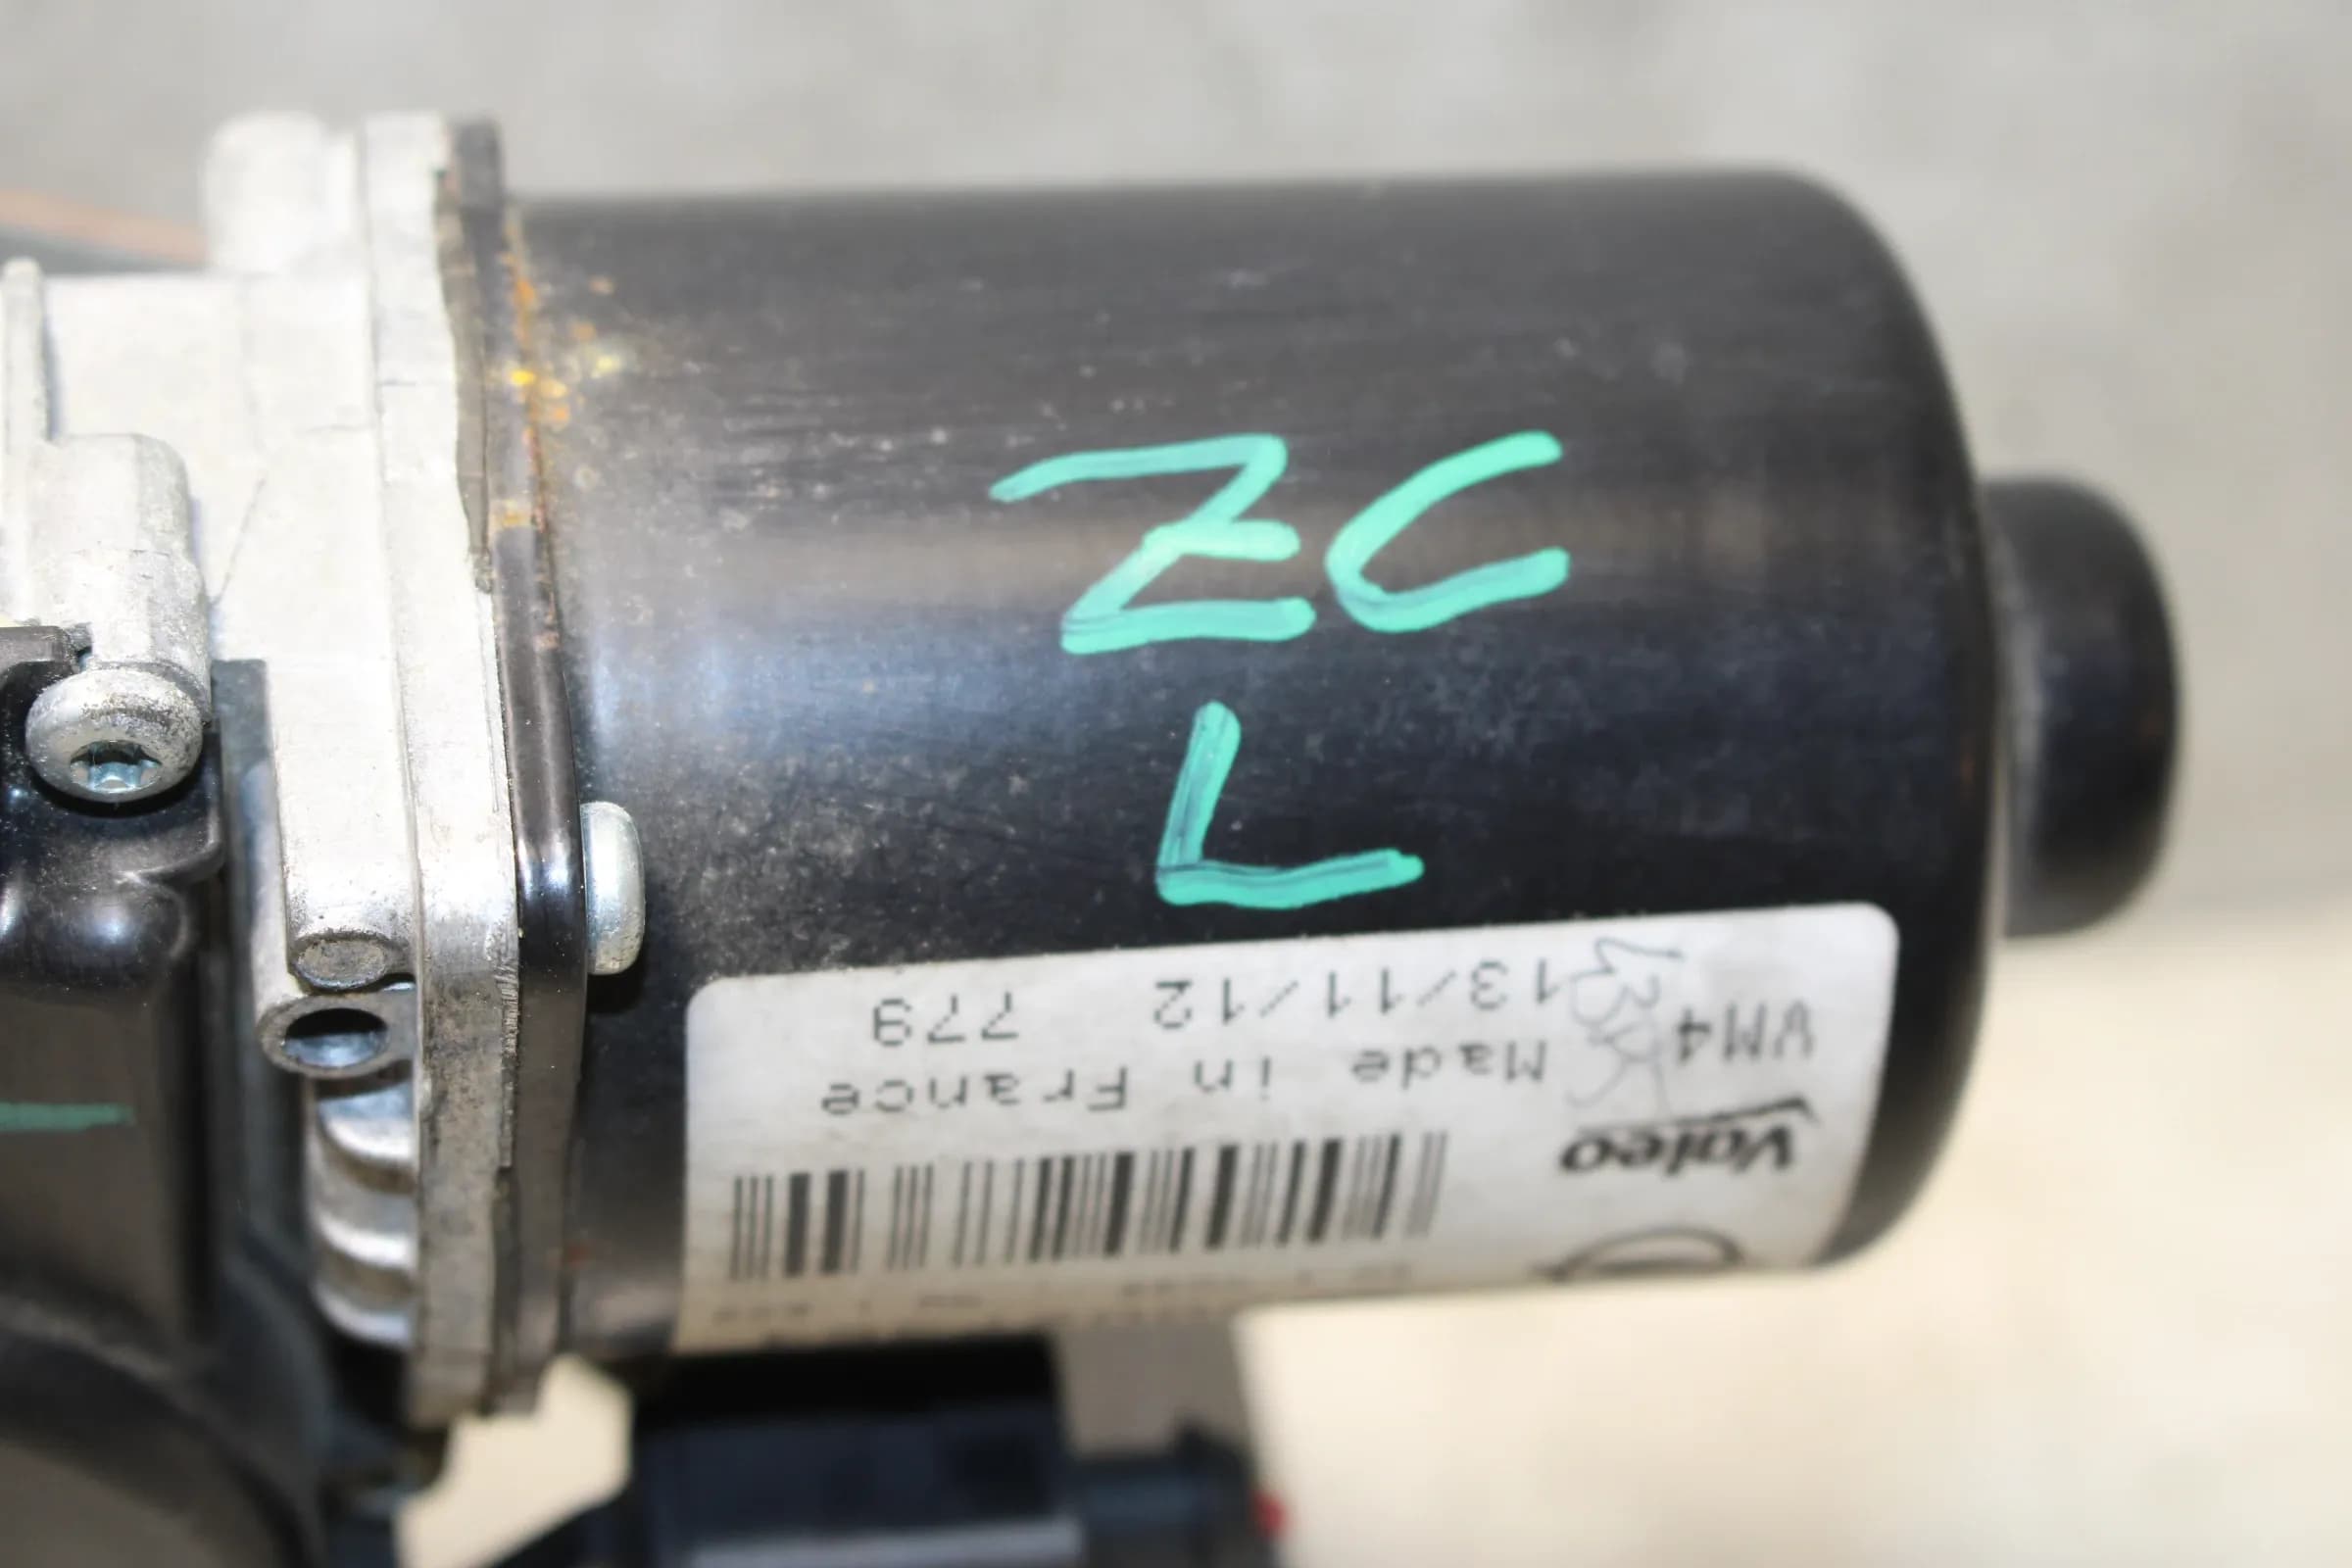 ZC
L
Valeo
Made in France
VM4 13/11/12 779